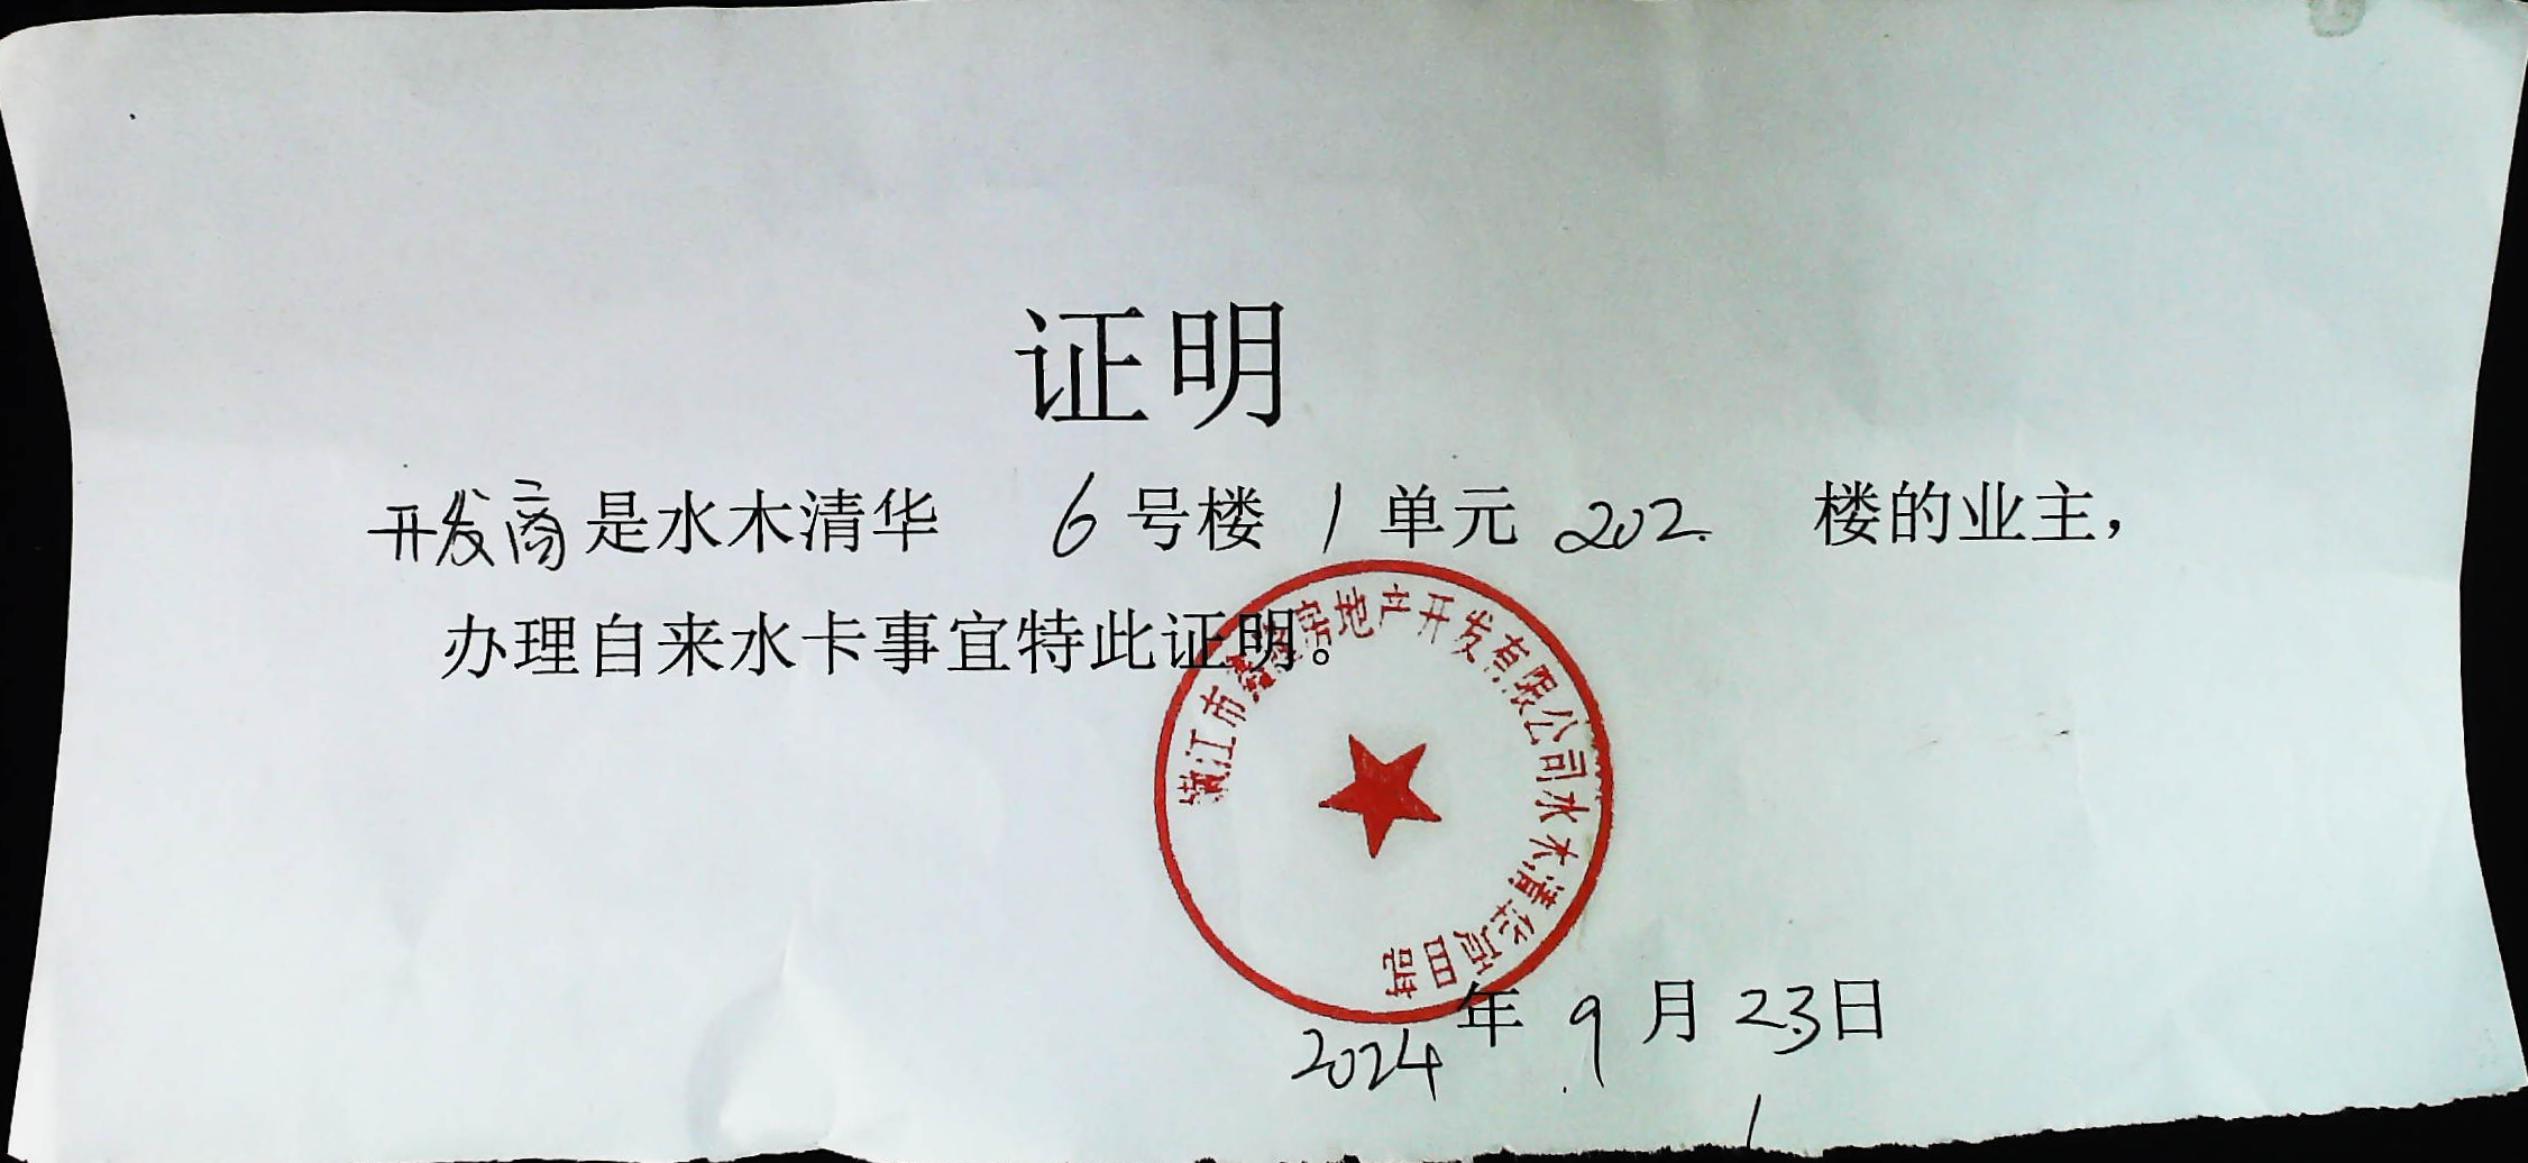 证明
开发商是水木清华 6号楼 1 单元 202 楼的业主，
办理自来水卡事宜特此证明。
江市 房地产开发有限公司水木清华项四部
2024年9月23日